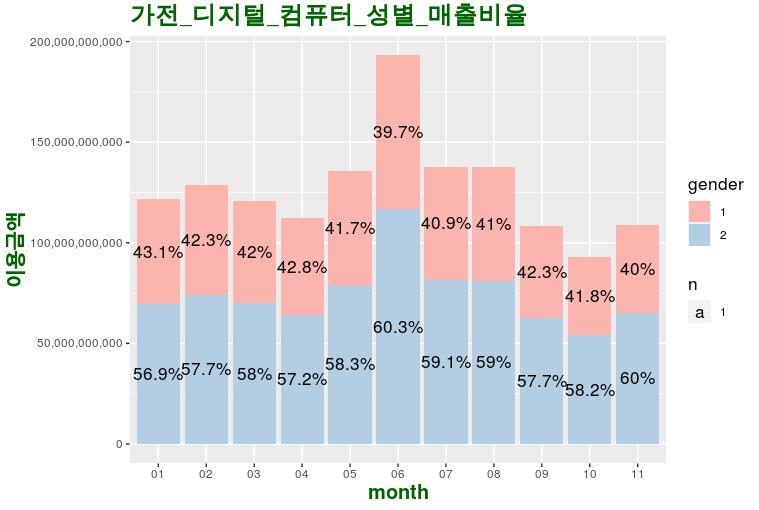 가전_디지털_컴퓨터_성별_매출비율
이용금액
200,000,000,000
150,000,000,000
100,000,000,000
50,000,000,000
0
39.7%
43.1% 42.3% 42% 42.8% 41.7% 40.9% 41% 42.3% 41.8% 40%
60.3%
56.9% 57.7% 58% 57.2% 58.3% 59.1% 59% 57.7% 58.2% 60%
01 02 03 04 05 06 07 08 09 10 11
month
gender
1
2
n
a 1